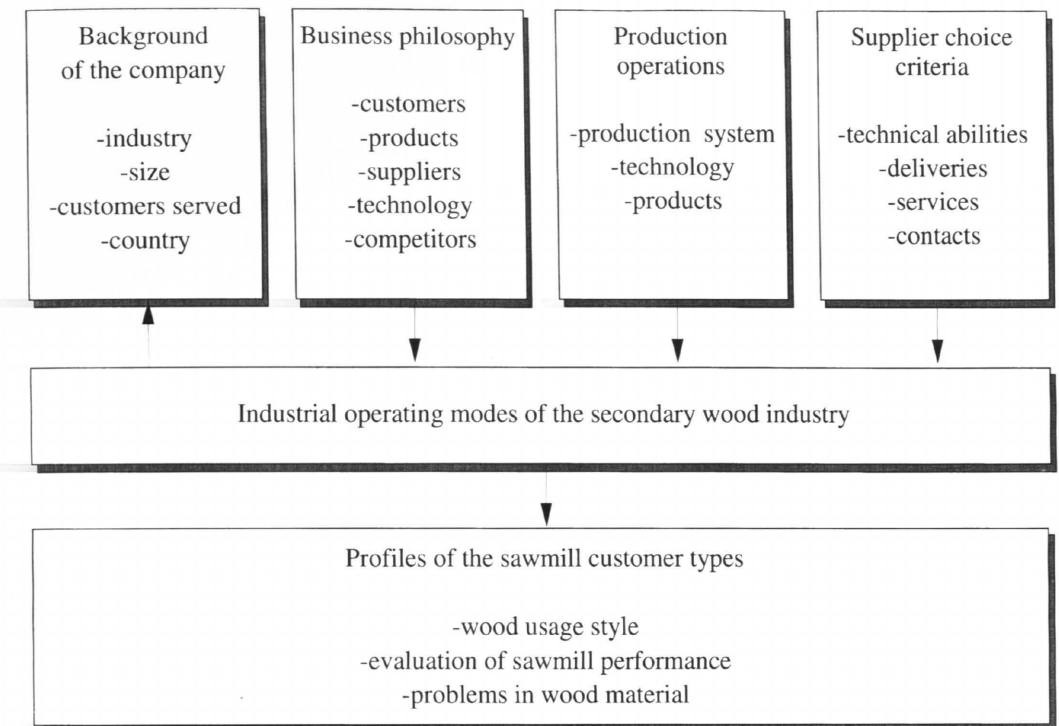 Background
of the company
-industry
-size
-customers served
-country
Business philosophy
-customers
-products
-suppliers
-technology
-competitors
Production
operations
-production system
-technology
-products
Supplier choice
criteria
-technical abilities
-deliveries
-services
-contacts
Industrial operating modes of the secondary wood industry
Profiles of the sawmill customer types
-wood usage style
-evaluation of sawmill performance
-problems in wood material